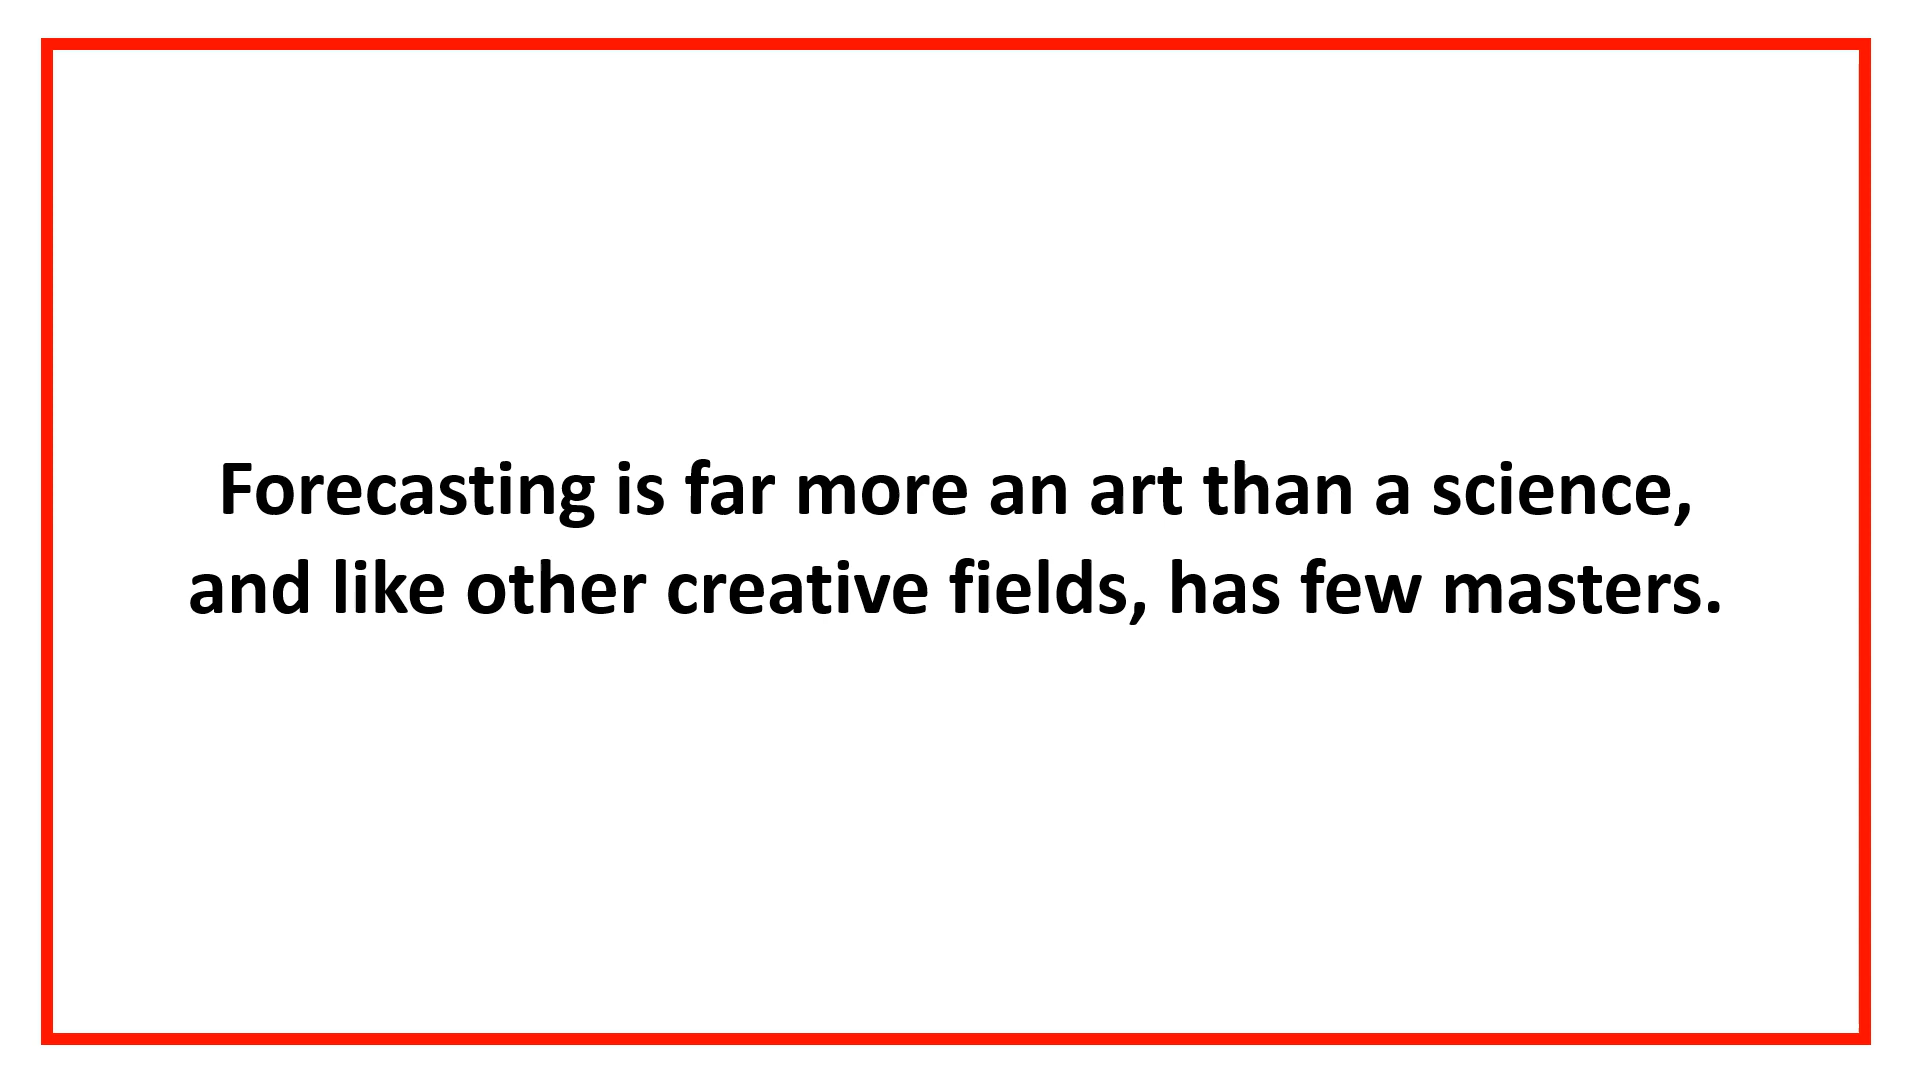 Forecasting is far more an art than a science,
and like other creative fields, has few masters.